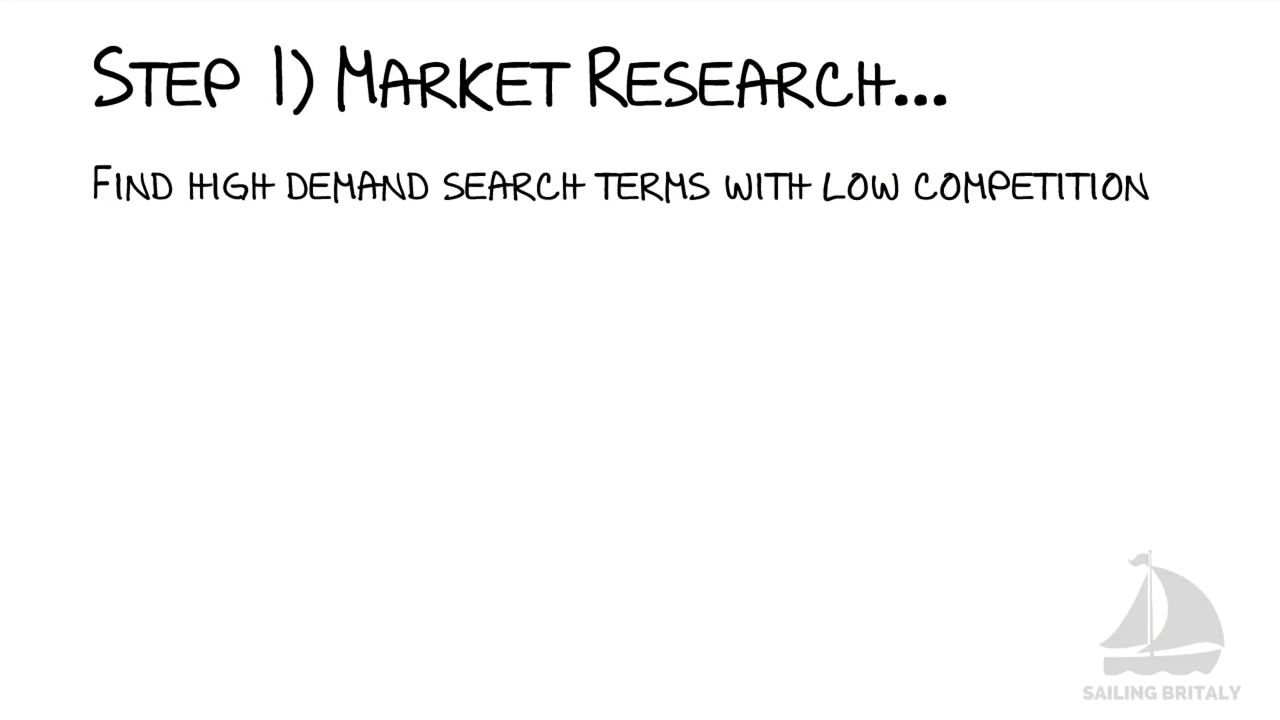 Step 1) Market Research...
Find high demand search terms with low competition
SAILING BRITALY